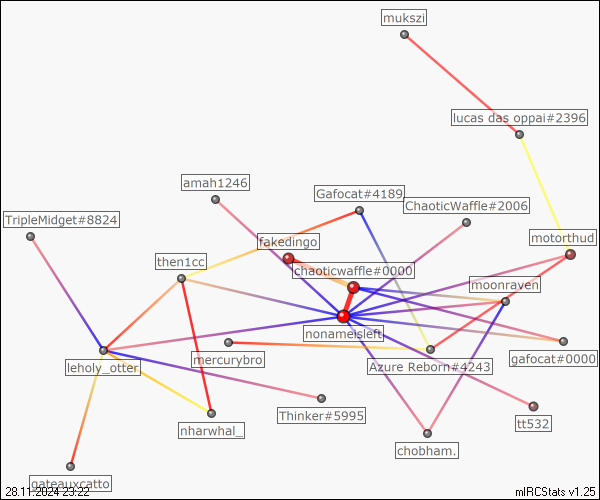 mukszi
lucas das oppai#2396
amah1246
Gafocat#4189
ChaoticWaffle#2006
TripleMidget#8824
fakedingo
motorthud
then1cc
chaoticwaffle#0000
moonraven
nonameisleft
mercurybro
Azure Reborn#4243
gafocat#0000
leholy_otter
Thinker#5995
tt532
nharwhal_
chobham.
gateauxcatto
28.11.2024 23:22
mIRCStats v1.25